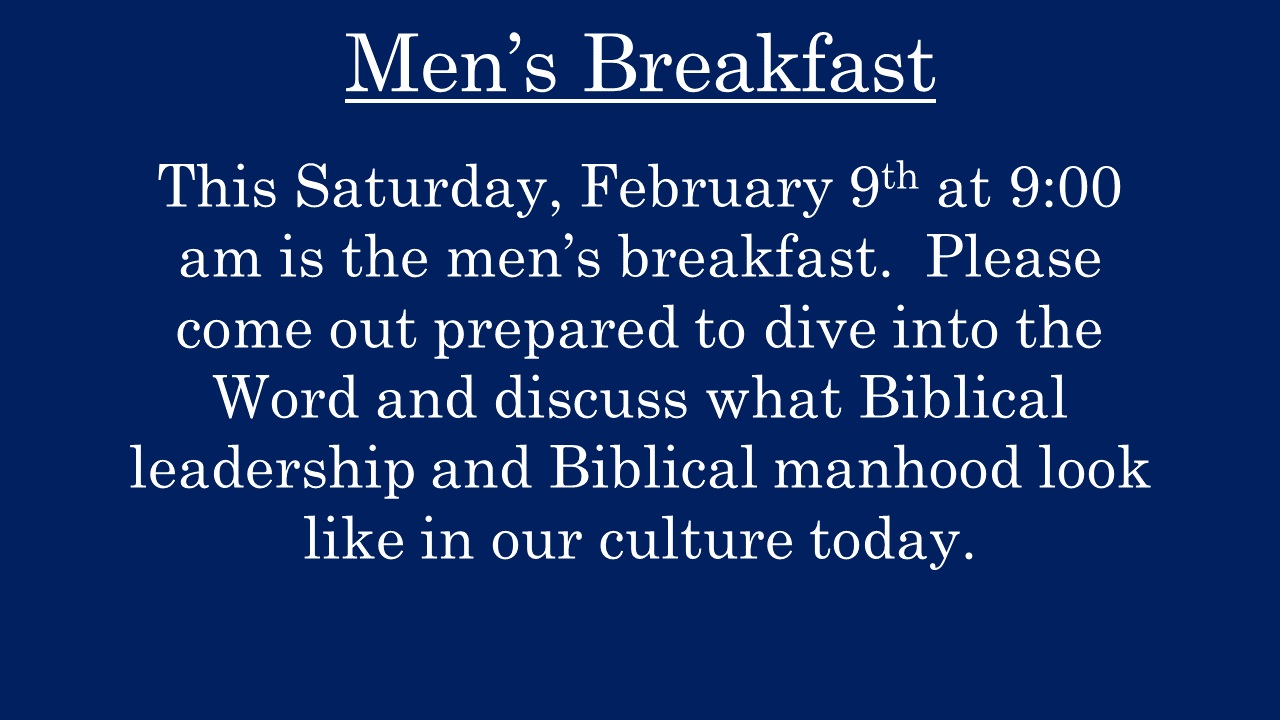 Men’s Breakfast
This Saturday, February 9th at 9:00
am is the men’s breakfast.  Please
come out prepared to dive into the
Word and discuss what Biblical
leadership and Biblical manhood look
like in our culture today.